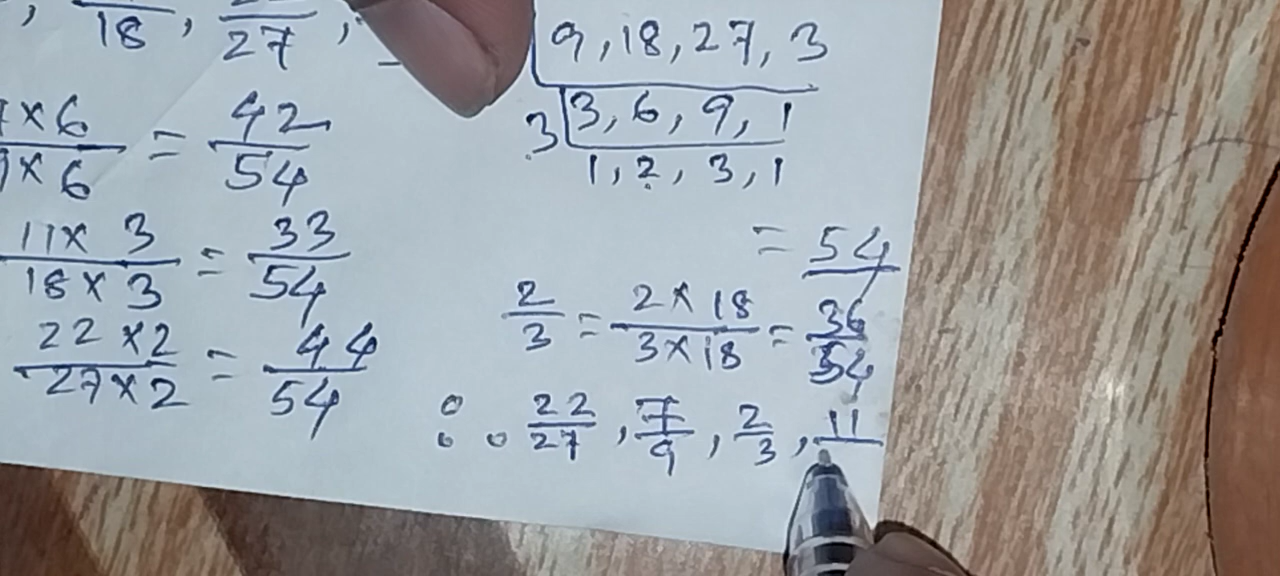 18, 27,
9, 18, 27, 3
3 3, 6, 9, 1
1, 2, 3, 1
= 54
7×6/9×6 = 42/54
11× 3/18×3 = 33/54
22×2/27×2 = 44/54
2/3 = 2×18/3×18 = 36/54
∴ 22/27, 7/9, 2/3, 11/